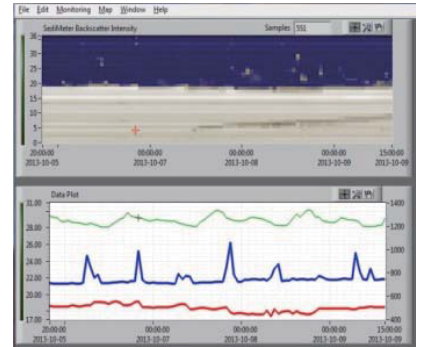 File Edit Monitoring Map Window Help
SediMeter Backscatter Intensity Samples 551
36
30
25
20
15
10
5
0
20:00:00 00:00:00 00:00:00 00:00:00 15:00:00
2013-10-05 2013-10-07 2013-10-08 2013-10-09 2013-10-09
Data Plot
31.00 1400
28.00 1200
26.00
24.00 1000
22.00 800
20.00 600
17.00 400
20:00:00 00:00:00 00:00:00 00:00:00 15:00:00
2013-10-05 2013-10-07 2013-10-08 2013-10-09 2013-10-09